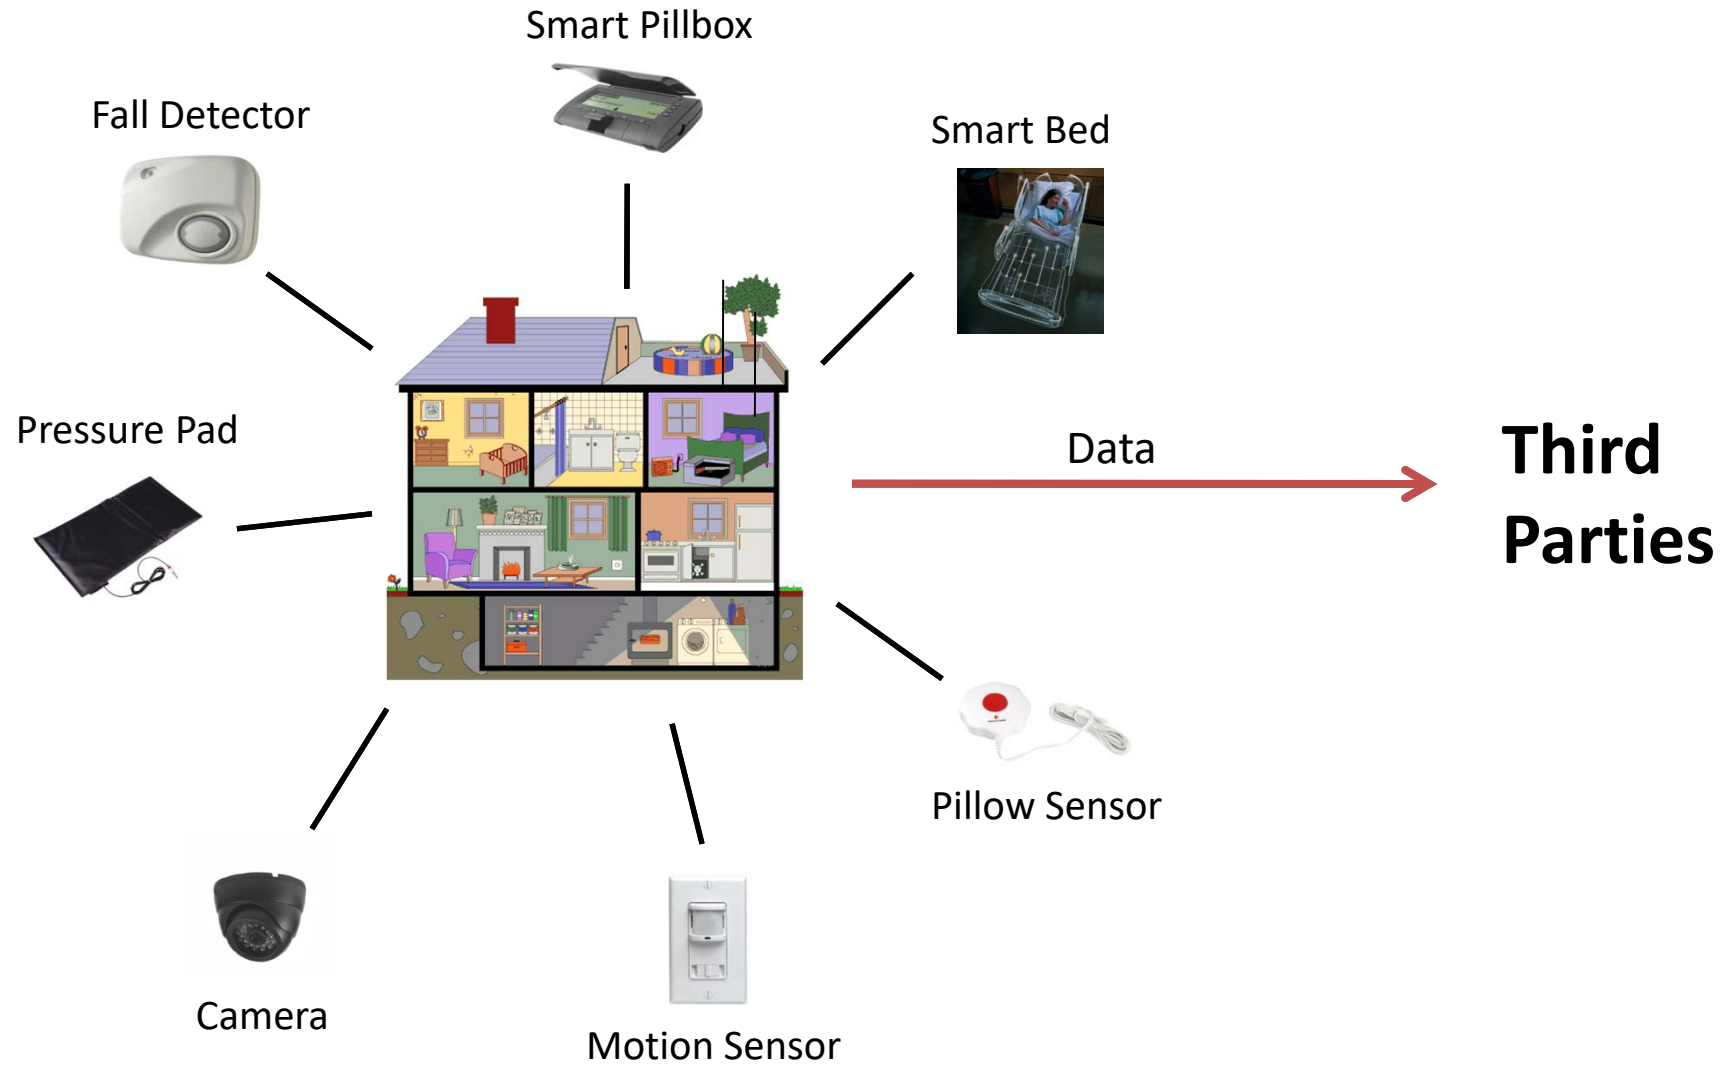 Smart Pillbox
Fall Detector
Smart Bed
Pressure Pad
Data
Third
Parties
Pillow Sensor
Camera
Motion Sensor